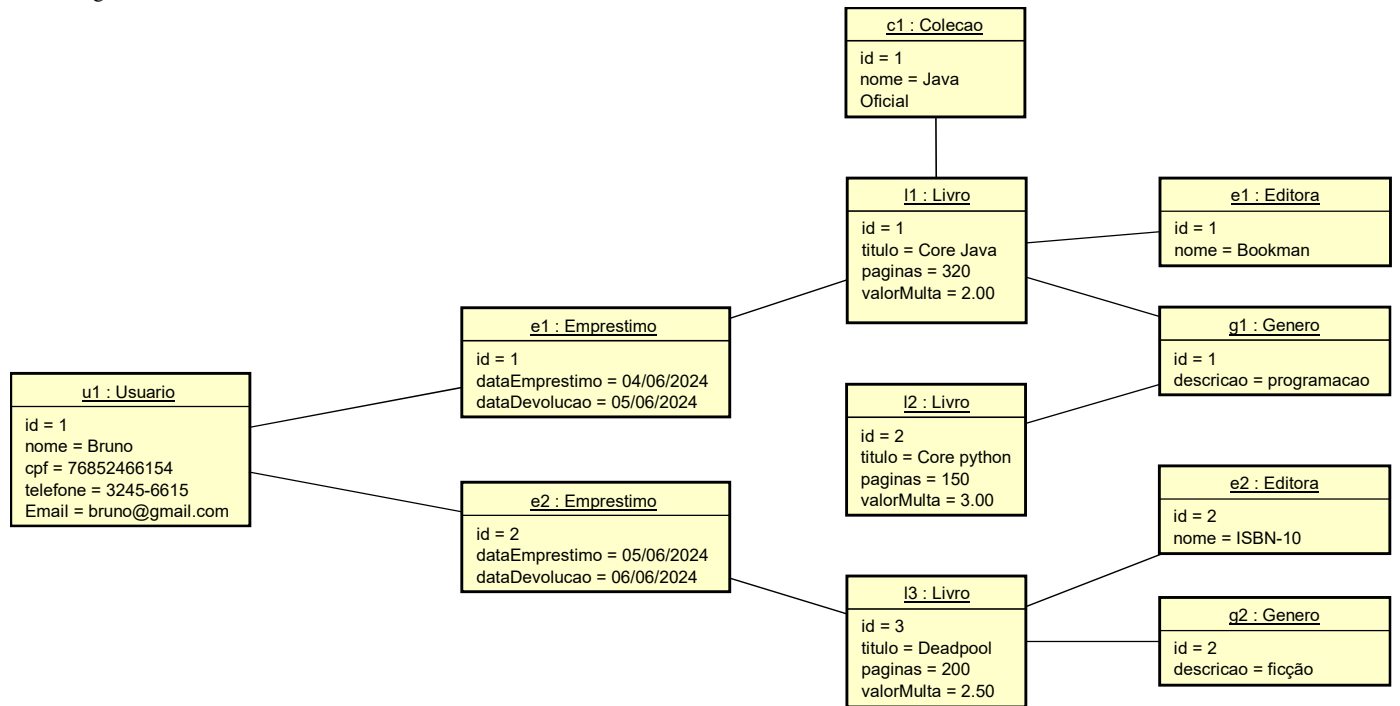 c1 : Colecao
id = 1
nome = Java
Oficial
l1 : Livro
id = 1
titulo = Core Java
paginas = 320
valorMulta = 2.00
e1 : Editora
id = 1
nome = Bookman
e1 : Emprestimo
id = 1
dataEmprestimo = 04/06/2024
dataDevolucao = 05/06/2024
g1 : Genero
id = 1
descricao = programacao
u1 : Usuario
id = 1
nome = Bruno
cpf = 76852466154
telefone = 3245-6615
Email = bruno@gmail.com
l2 : Livro
id = 2
titulo = Core python
paginas = 150
valorMulta = 3.00
e2 : Emprestimo
id = 2
dataEmprestimo = 05/06/2024
dataDevolucao = 06/06/2024
e2 : Editora
id = 2
nome = ISBN-10
l3 : Livro
id = 3
titulo = Deadpool
paginas = 200
valorMulta = 2.50
g2 : Genero
id = 2
descricao = ficção